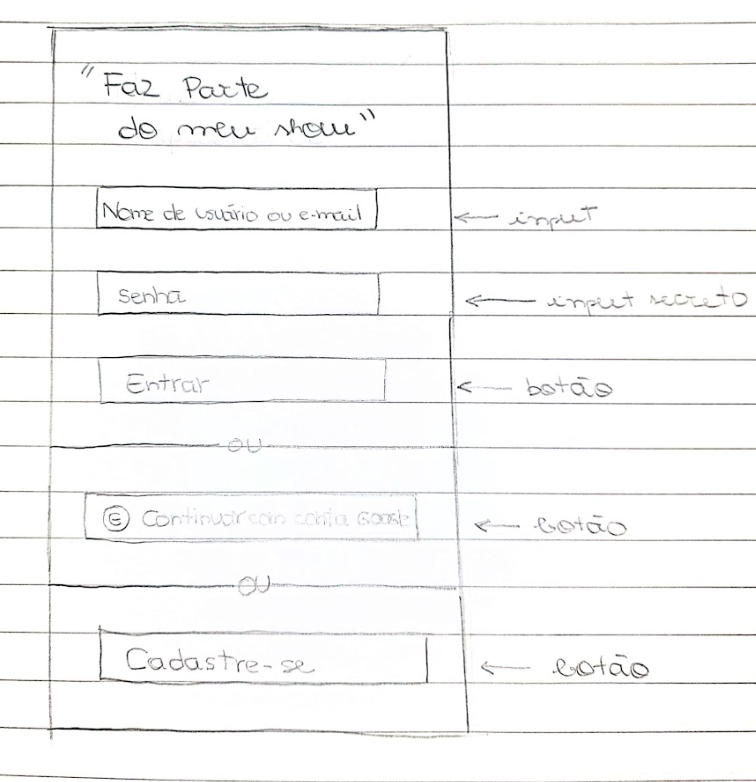 "Faz Parte
do meu show"
Nome de usuário ou e-mail
← input
senha
← input secreto
Entrar
← botão
OU
G Continuar com conta Google
← botão
OU
Cadastre-se
← botão